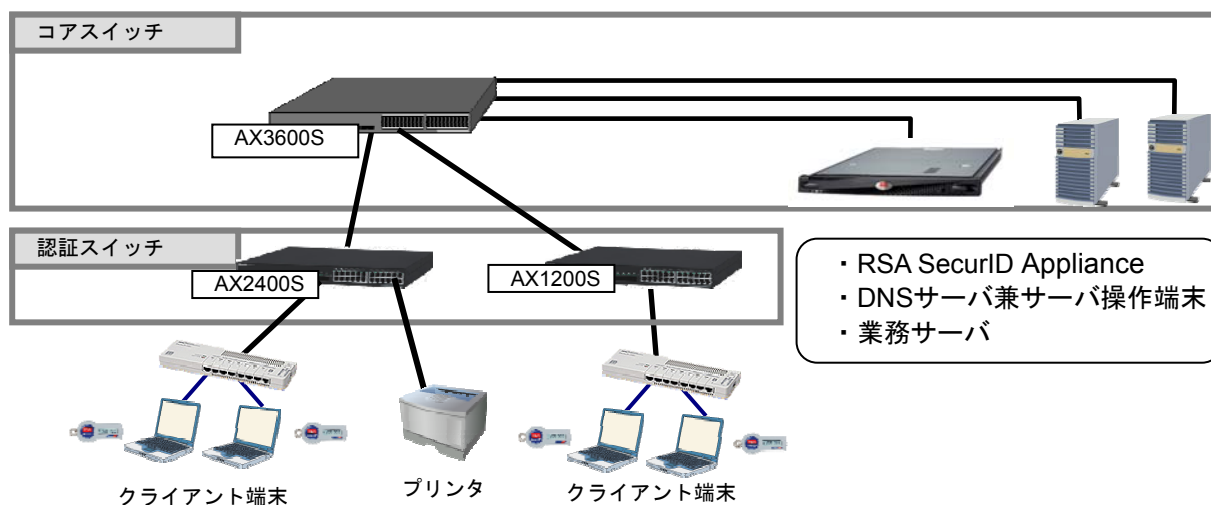 コアスイッチ
AX3600S
認証スイッチ
AX2400S
AX1200S
・RSA SecurID Appliance
・DNSサーバ兼サーバ操作端末
・業務サーバ
クライアント端末
プリンタ
クライアント端末